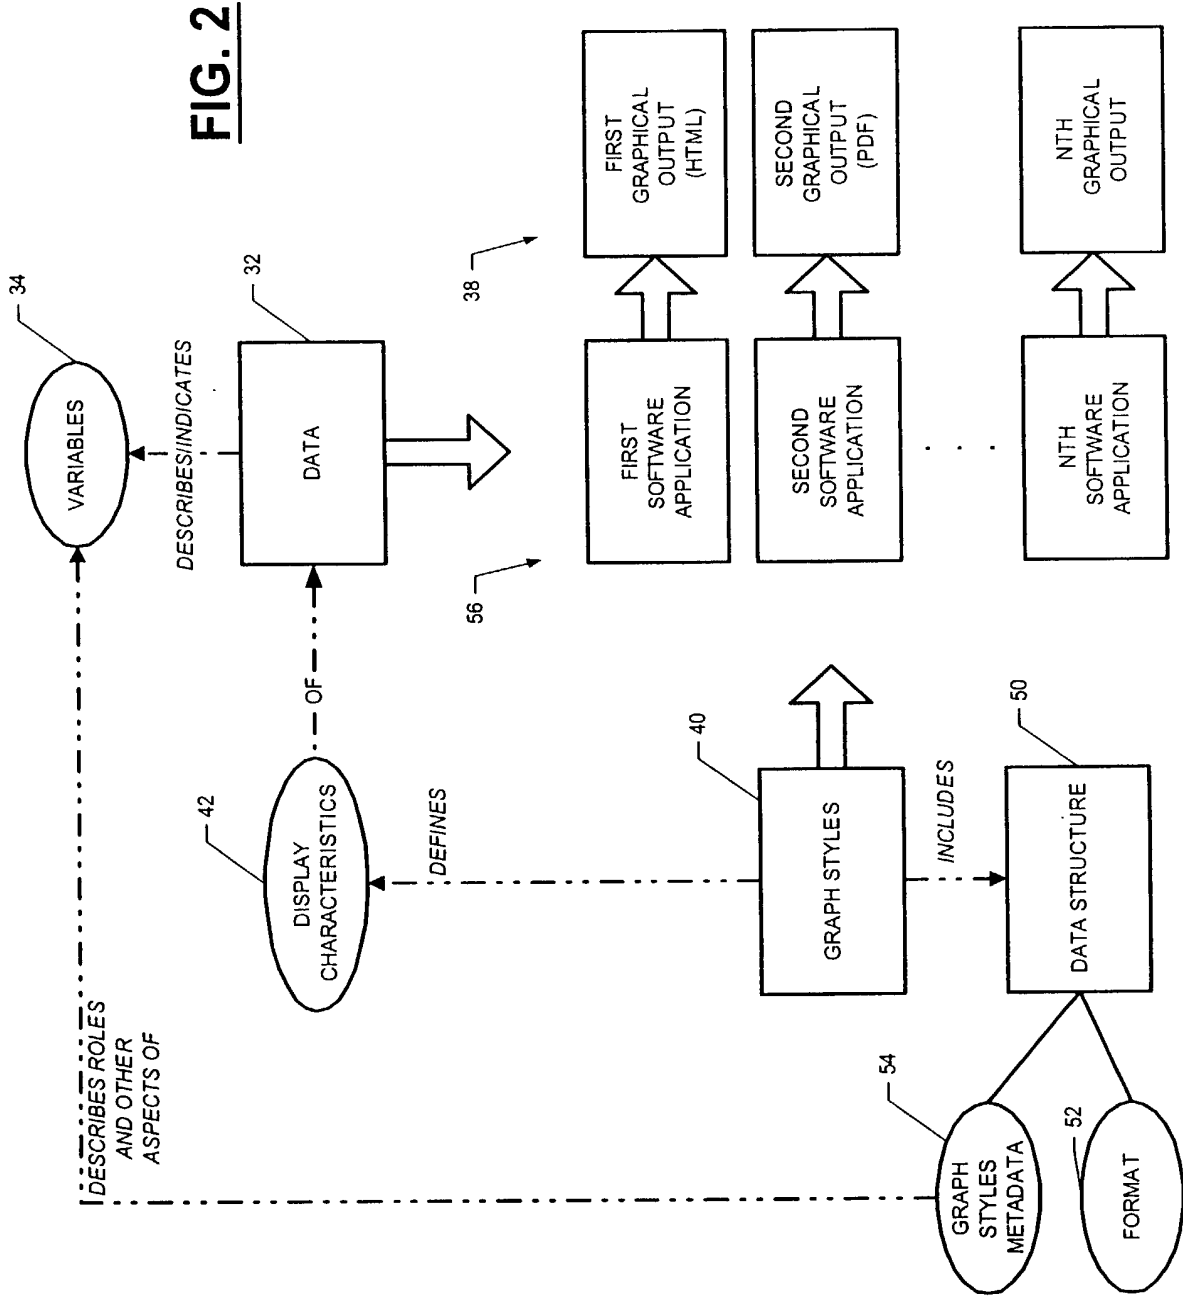 FIG. 2
34
VARIABLES
DESCRIBES/INDICATES
32
DATA
DESCRIBES ROLES
AND OTHER
ASPECTS OF
42
DISPLAY
CHARACTERISTICS
OF
DEFINES
40
GRAPH STYLES
INCLUDES
50
DATA STRUCTURE
54
GRAPH
STYLES
METADATA
52
FORMAT
56
FIRST
SOFTWARE
APPLICATION
SECOND
SOFTWARE
APPLICATION
. . .
NTH
SOFTWARE
APPLICATION
38
FIRST
GRAPHICAL
OUTPUT
(HTML)
SECOND
GRAPHICAL
OUTPUT
(PDF)
NTH
GRAPHICAL
OUTPUT